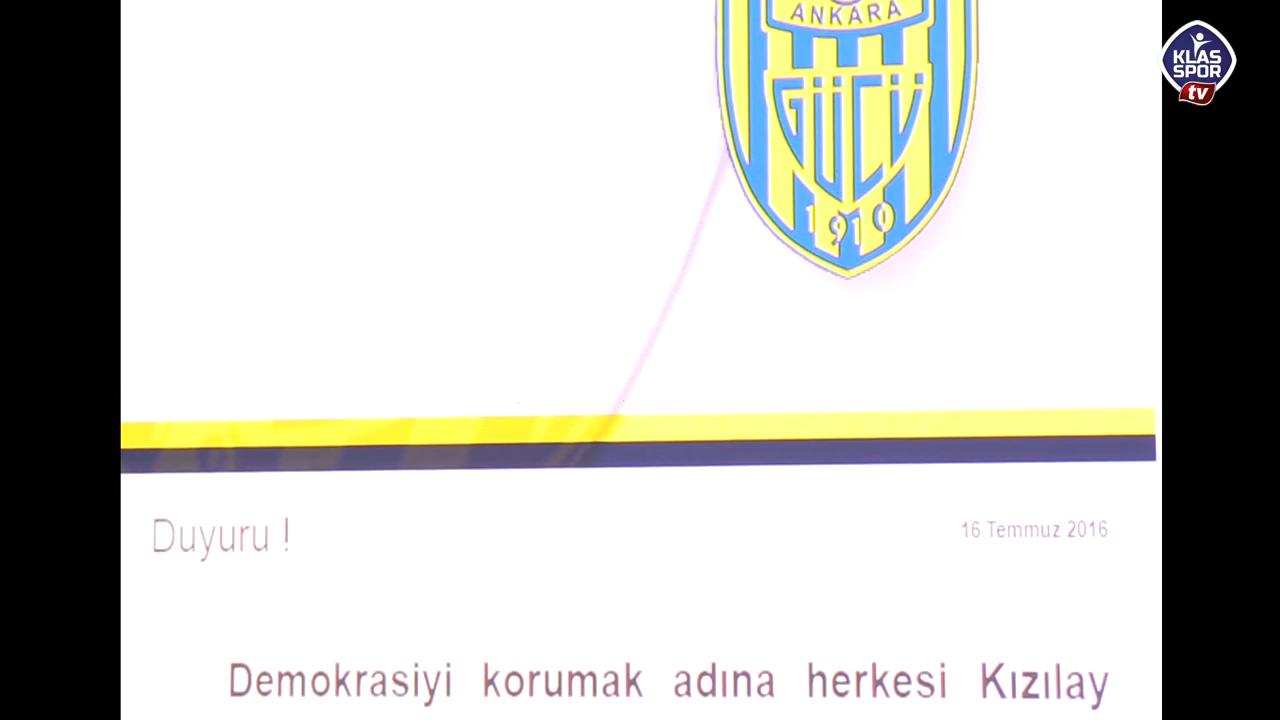 ANKARA
GÜCÜ
1910
KLAS
SPOR
tv
Duyuru !
16 Temmuz 2016
Demokrasiyi korumak adına herkesi Kızılay